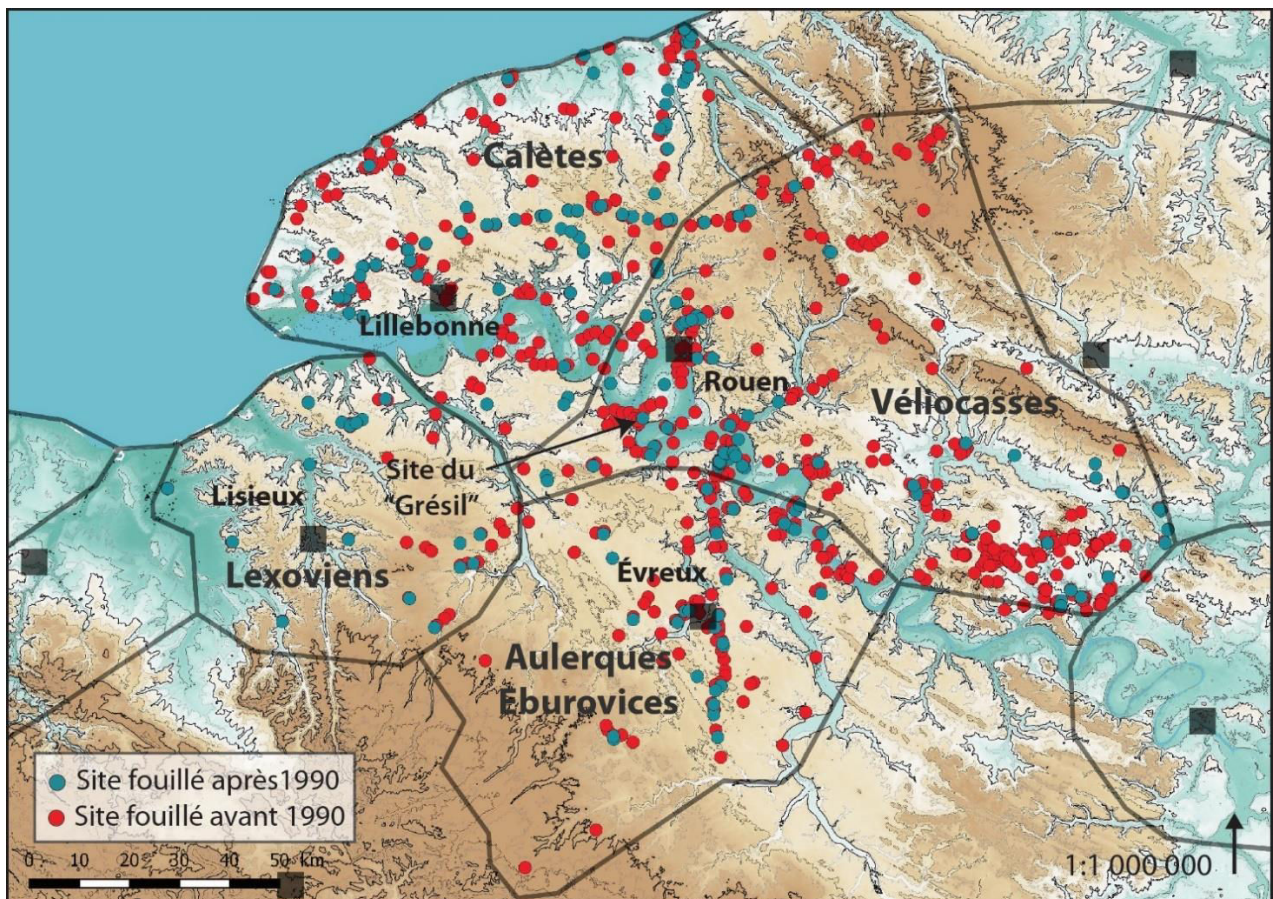 Calètes
Lillebonne
Rouen
Véliocasses
Site du
"Grésil"
Lisieux
Lexoviens
Évreux
Aulerques
Éburovices
Site fouillé après1990
Site fouillé avant 1990
0 10 20 30 40 50 km
1:1 000 000